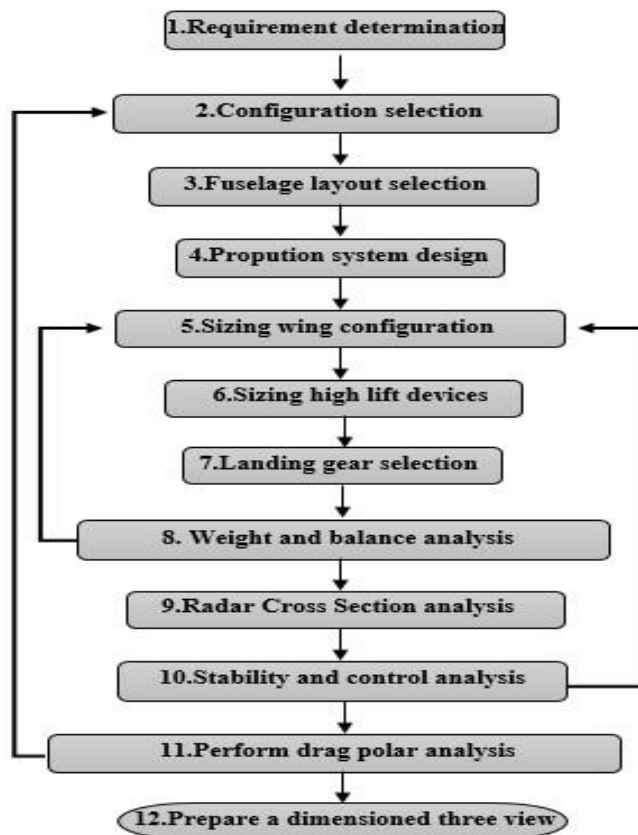 1.Requirement determination
2.Configuration selection
3.Fuselage layout selection
4.Propution system design
5.Sizing wing configuration
6.Sizing high lift devices
7.Landing gear selection
8. Weight and balance analysis
9.Radar Cross Section analysis
10.Stability and control analysis
11.Perform drag polar analysis
12.Prepare a dimensioned three view